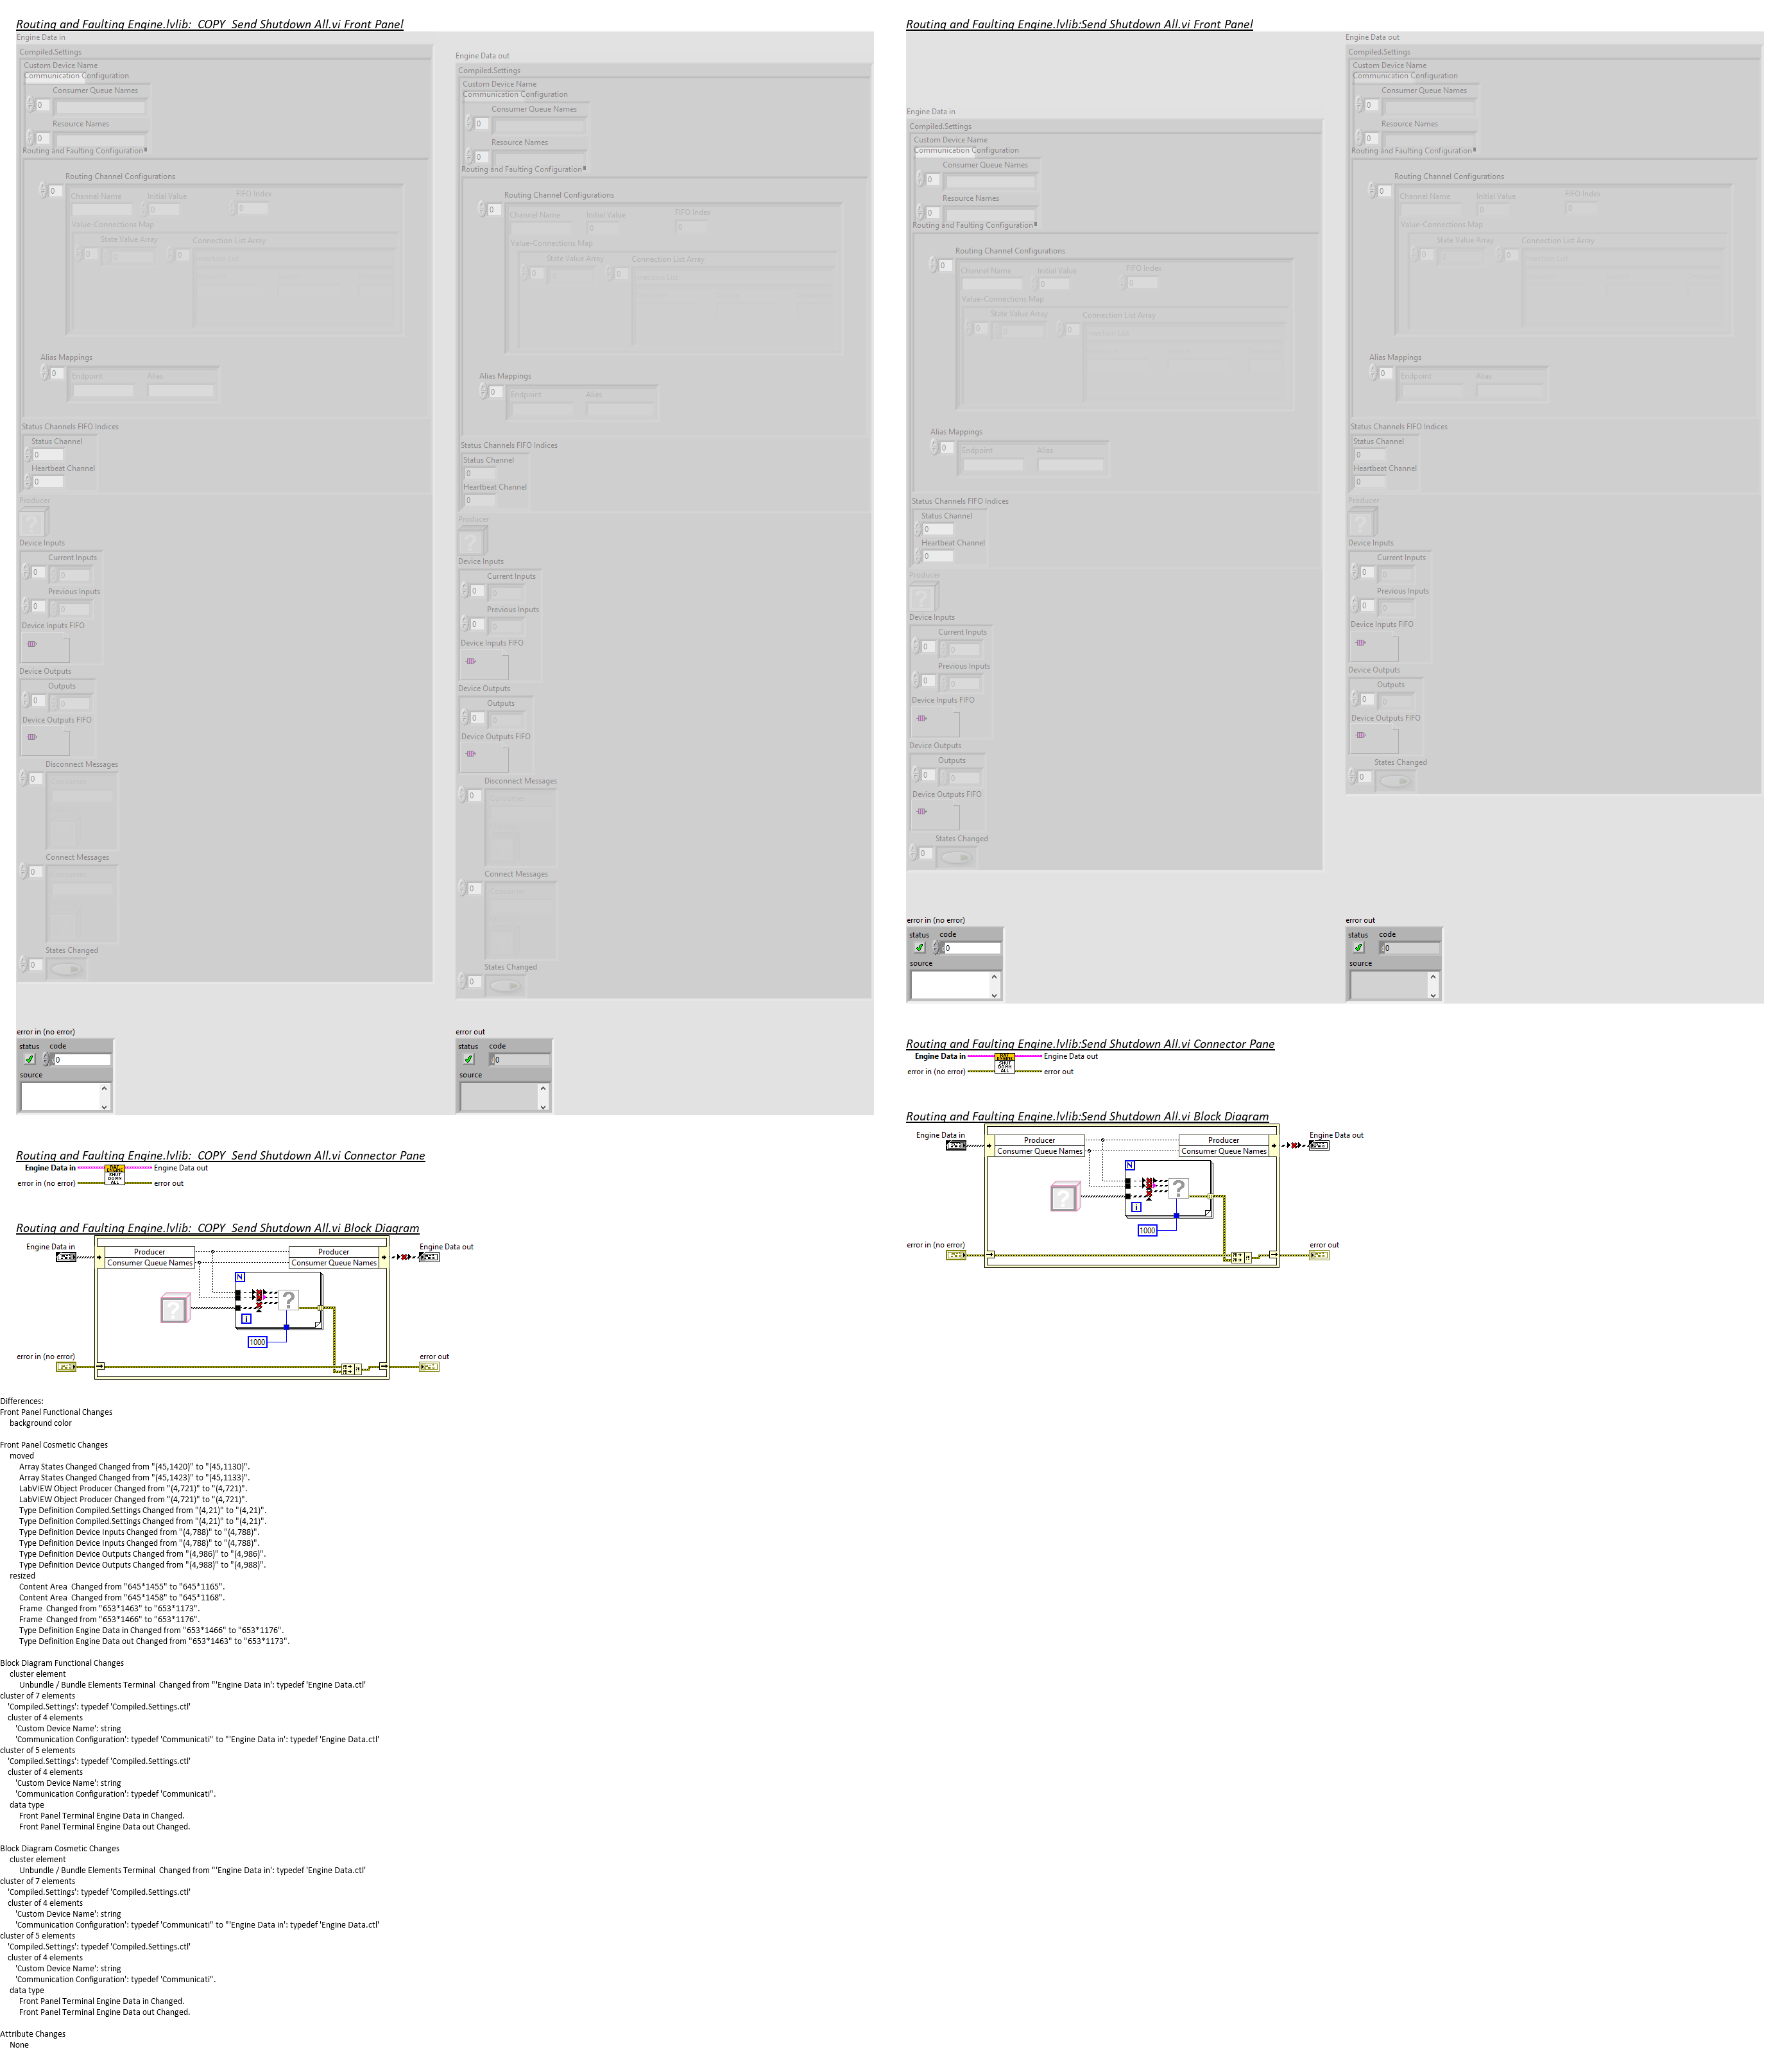 Routing and Faulting Engine.lvlib:  COPY  Send Shutdown All.vi Front Panel
Engine Data in
Compiled.Settings
Custom Device Name
Communication Configuration
Consumer Queue Names
0
Resource Names
0
Routing and Faulting Configuration
Routing Channel Configurations
0
Channel Name
Initial Value
FIFO Index
0
0
Value-Connections Map
State Value Array
Connection List Array
0
0
0
Alias Mappings
0
Endpoint
Alias
Status Channels FIFO Indices
Status Channel
0
Heartbeat Channel
0
Producer
?
Device Inputs
Current Inputs
0
0
Previous Inputs
0
0
Device Inputs FIFO
Device Outputs
Outputs
0
0
Device Outputs FIFO
Disconnect Messages
0
Connect Messages
0
States Changed
0
error in (no error)
status
code
0
source
Engine Data out
Compiled.Settings
Custom Device Name
Communication Configuration
Consumer Queue Names
0
Resource Names
0
Routing and Faulting Configuration
Routing Channel Configurations
0
Channel Name
Initial Value
FIFO Index
0
0
Value-Connections Map
State Value Array
Connection List Array
0
0
0
Alias Mappings
0
Endpoint
Alias
Status Channels FIFO Indices
Status Channel
0
Heartbeat Channel
0
Producer
?
Device Inputs
Current Inputs
0
0
Previous Inputs
0
0
Device Inputs FIFO
Device Outputs
Outputs
0
0
Device Outputs FIFO
Disconnect Messages
0
Connect Messages
0
States Changed
0
error out
status
code
0
source
Routing and Faulting Engine.lvlib:  COPY  Send Shutdown All.vi Connector Pane
Engine Data in
Engine Data out
error in (no error)
error out
SHUT
DOWN
ALL
Routing and Faulting Engine.lvlib:  COPY  Send Shutdown All.vi Block Diagram
Engine Data in
Producer
Producer
Engine Data out
Consumer Queue Names
Consumer Queue Names
N
?
?
i
1000
error in (no error)
error out
Differences:
Front Panel Functional Changes
background color
Front Panel Cosmetic Changes
moved
Array States Changed Changed from "(45,1420)" to "(45,1130)".
Array States Changed Changed from "(45,1423)" to "(45,1133)".
LabVIEW Object Producer Changed from "(4,721)" to "(4,721)".
LabVIEW Object Producer Changed from "(4,721)" to "(4,721)".
Type Definition Compiled.Settings Changed from "(4,21)" to "(4,21)".
Type Definition Compiled.Settings Changed from "(4,21)" to "(4,21)".
Type Definition Device Inputs Changed from "(4,788)" to "(4,788)".
Type Definition Device Inputs Changed from "(4,788)" to "(4,788)".
Type Definition Device Outputs Changed from "(4,986)" to "(4,986)".
Type Definition Device Outputs Changed from "(4,988)" to "(4,988)".
resized
Content Area  Changed from "645*1455" to "645*1165".
Content Area  Changed from "645*1458" to "645*1168".
Frame  Changed from "653*1463" to "653*1173".
Frame  Changed from "653*1466" to "653*1176".
Type Definition Engine Data in Changed from "653*1466" to "653*1176".
Type Definition Engine Data out Changed from "653*1463" to "653*1173".
Block Diagram Functional Changes
cluster element
Unbundle / Bundle Elements Terminal  Changed from "'Engine Data in': typedef 'Engine Data.ctl'
cluster of 7 elements
'Compiled.Settings': typedef 'Compiled.Settings.ctl'
cluster of 4 elements
'Custom Device Name': string
'Communication Configuration': typedef 'Communicati" to "'Engine Data in': typedef 'Engine Data.ctl'
cluster of 5 elements
'Compiled.Settings': typedef 'Compiled.Settings.ctl'
cluster of 4 elements
'Custom Device Name': string
'Communication Configuration': typedef 'Communicati".
data type
Front Panel Terminal Engine Data in Changed.
Front Panel Terminal Engine Data out Changed.
Block Diagram Cosmetic Changes
cluster element
Unbundle / Bundle Elements Terminal  Changed from "'Engine Data in': typedef 'Engine Data.ctl'
cluster of 7 elements
'Compiled.Settings': typedef 'Compiled.Settings.ctl'
cluster of 4 elements
'Custom Device Name': string
'Communication Configuration': typedef 'Communicati" to "'Engine Data in': typedef 'Engine Data.ctl'
cluster of 5 elements
'Compiled.Settings': typedef 'Compiled.Settings.ctl'
cluster of 4 elements
'Custom Device Name': string
'Communication Configuration': typedef 'Communicati".
data type
Front Panel Terminal Engine Data in Changed.
Front Panel Terminal Engine Data out Changed.
Attribute Changes
None
Routing and Faulting Engine.lvlib:Send Shutdown All.vi Front Panel
Engine Data in
Compiled.Settings
Custom Device Name
Communication Configuration
Consumer Queue Names
0
Resource Names
0
Routing and Faulting Configuration
Routing Channel Configurations
0
Channel Name
Initial Value
FIFO Index
0
0
Value-Connections Map
State Value Array
Connection List Array
0
0
Alias Mappings
0
Endpoint
Alias
Status Channels FIFO Indices
Status Channel
0
Heartbeat Channel
0
Producer
?
Device Inputs
Current Inputs
0
0
Previous Inputs
0
0
Device Inputs FIFO
Device Outputs
Outputs
0
0
Device Outputs FIFO
States Changed
0
error in (no error)
status
code
0
source
Engine Data out
Compiled.Settings
Custom Device Name
Communication Configuration
Consumer Queue Names
0
Resource Names
0
Routing and Faulting Configuration
Routing Channel Configurations
0
Channel Name
Initial Value
FIFO Index
0
0
Value-Connections Map
State Value Array
Connection List Array
0
0
Alias Mappings
0
Endpoint
Alias
Status Channels FIFO Indices
Status Channel
0
Heartbeat Channel
0
Producer
?
Device Inputs
Current Inputs
0
0
Previous Inputs
0
0
Device Inputs FIFO
Device Outputs
Outputs
0
0
Device Outputs FIFO
States Changed
0
error out
status
code
0
source
Routing and Faulting Engine.lvlib:Send Shutdown All.vi Connector Pane
Engine Data in
Engine Data out
error in (no error)
error out
SHUT
DOWN
ALL
Routing and Faulting Engine.lvlib:Send Shutdown All.vi Block Diagram
Engine Data in
Producer
Producer
Engine Data out
Consumer Queue Names
Consumer Queue Names
N
?
?
i
1000
error in (no error)
error out